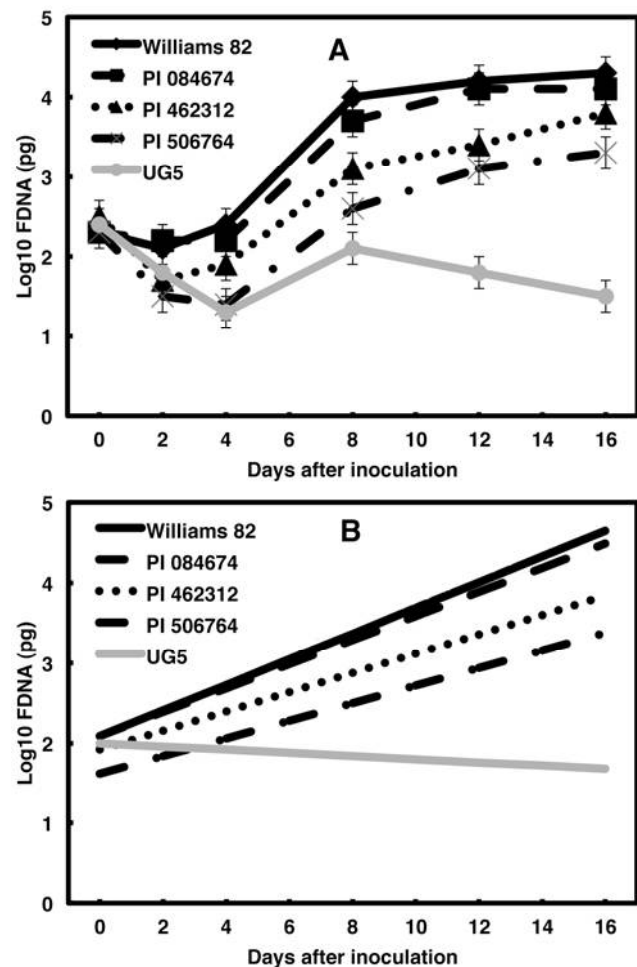 5
4
3
2
1
0
Log10 FDNA (pg)
A
Williams 82
PI 084674
PI 462312
PI 506764
UG5
0 2 4 6 8 10 12 14 16
Days after inoculation
5
4
3
2
1
0
Log10 FDNA (pg)
B
Williams 82
PI 084674
PI 462312
PI 506764
UG5
0 2 4 6 8 10 12 14 16
Days after inoculation